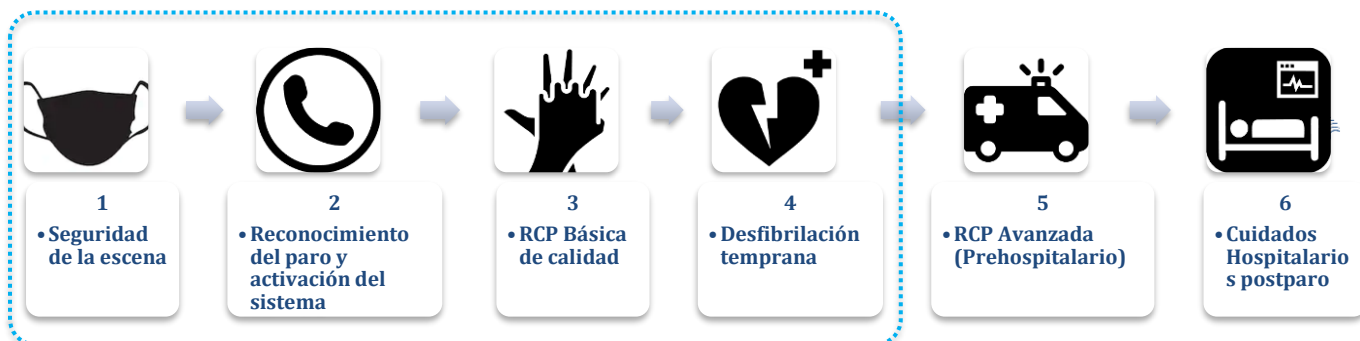 1
• Seguridad
de la escena
2
• Reconocimiento
del paro y
activación del
sistema
3
• RCP Básica
de calidad
4
• Desfibrilación
temprana
5
• RCP Avanzada
(Prehospitalario)
6
• Cuidados
Hospitalario
s postparo